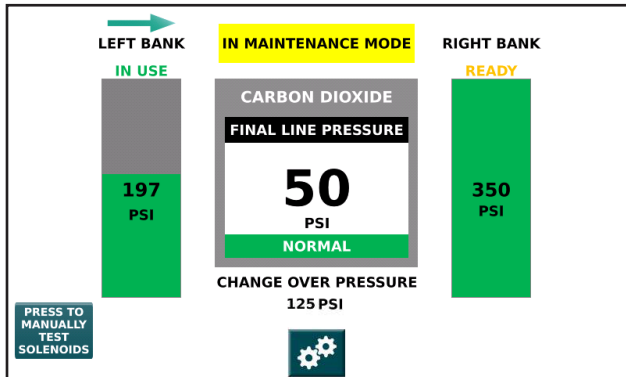 LEFT BANK
IN USE
197
PSI
IN MAINTENANCE MODE
CARBON DIOXIDE
FINAL LINE PRESSURE
50
PSI
NORMAL
CHANGE OVER PRESSURE
125 PSI
RIGHT BANK
READY
350
PSI
PRESS TO
MANUALLY
TEST
SOLENOIDS